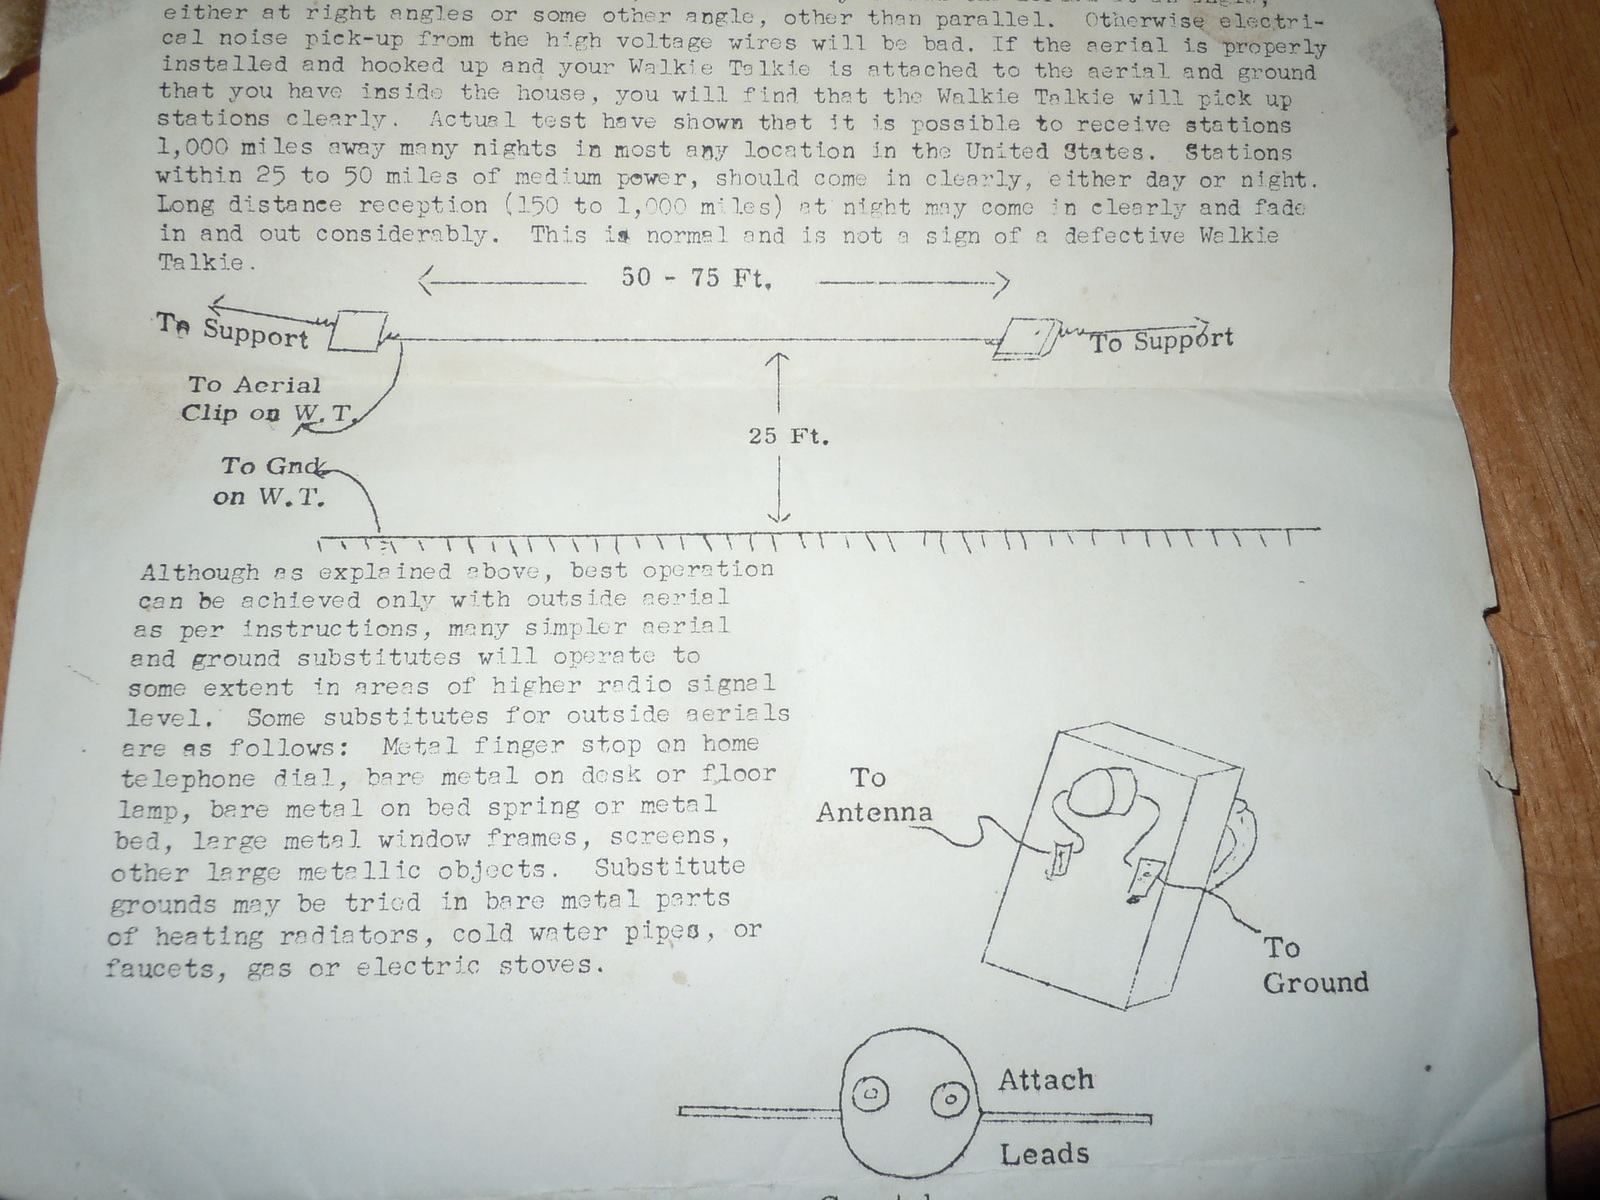 either at right angles or some other angle, other than parallel. Otherwise electri-
cal noise pick-up from the high voltage wires will be bad. If the aerial is properly
installed and hooked up and your Walkie Talkie is attached to the aerial and ground
that you have inside the house, you will find that the Walkie Talkie will pick up
stations clearly. Actual test have shown that it is possible to receive stations
1,000 miles away many nights in most any location in the United States. Stations
within 25 to 50 miles of medium power, should come in clearly, either day or night.
Long distance reception (150 to 1,000 miles) at night may come in clearly and fade
in and out considerably. This is normal and is not a sign of a defective Walkie
Talkie.
50 - 75 Ft.
To Support
To Support
To Aerial
Clip on W.T.
25 Ft.
To Gnd
on W.T.
Although as explained above, best operation
can be achieved only with outside aerial
as per instructions, many simpler aerial
and ground substitutes will operate to
some extent in areas of higher radio signal
level. Some substitutes for outside aerials
are as follows: Metal finger stop on home
telephone dial, bare metal on desk or floor
lamp, bare metal on bed spring or metal
bed, large metal window frames, screens,
other large metallic objects. Substitute
grounds may be tried in bare metal parts
of heating radiators, cold water pipes, or
faucets, gas or electric stoves.
To
Antenna
To
Ground
Attach
Leads